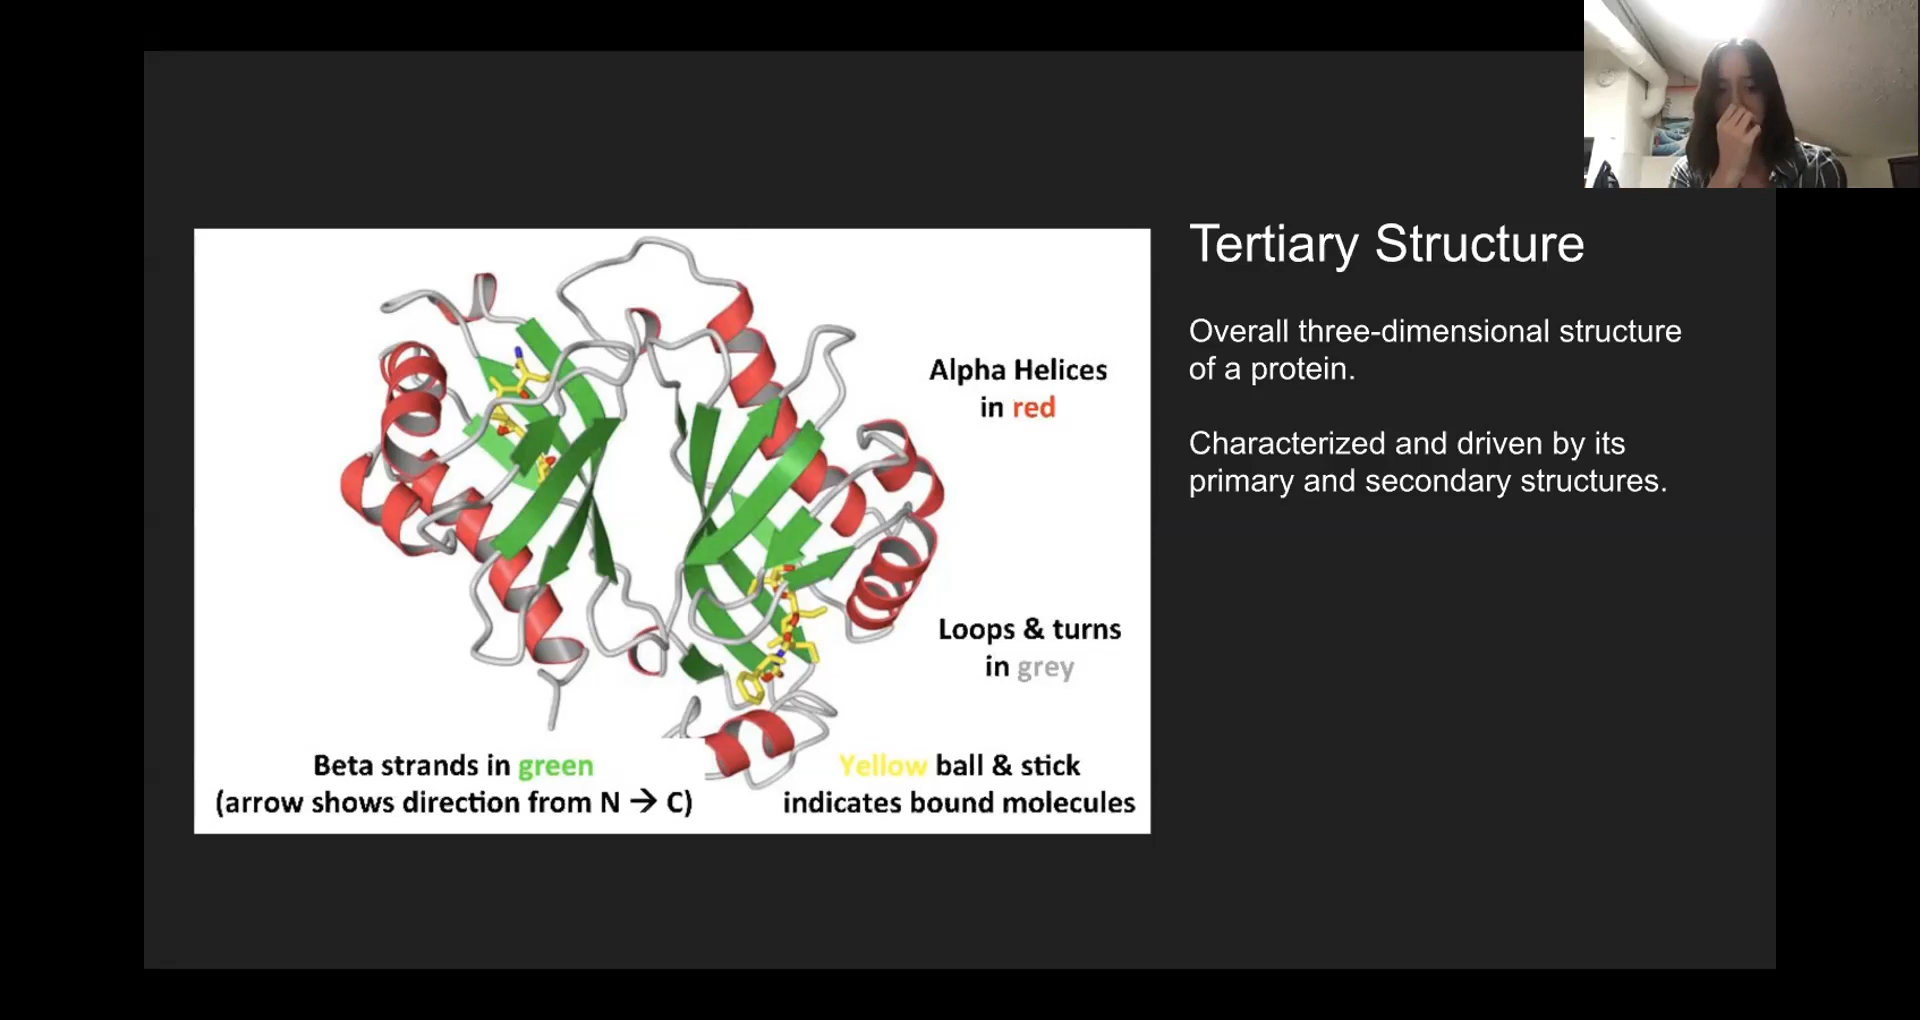 Tertiary Structure
Overall three-dimensional structure
of a protein.
Characterized and driven by its
primary and secondary structures.
Alpha Helices
in red
Loops & turns
in grey
Beta strands in green
(arrow shows direction from N → C)
Yellow ball & stick
indicates bound molecules